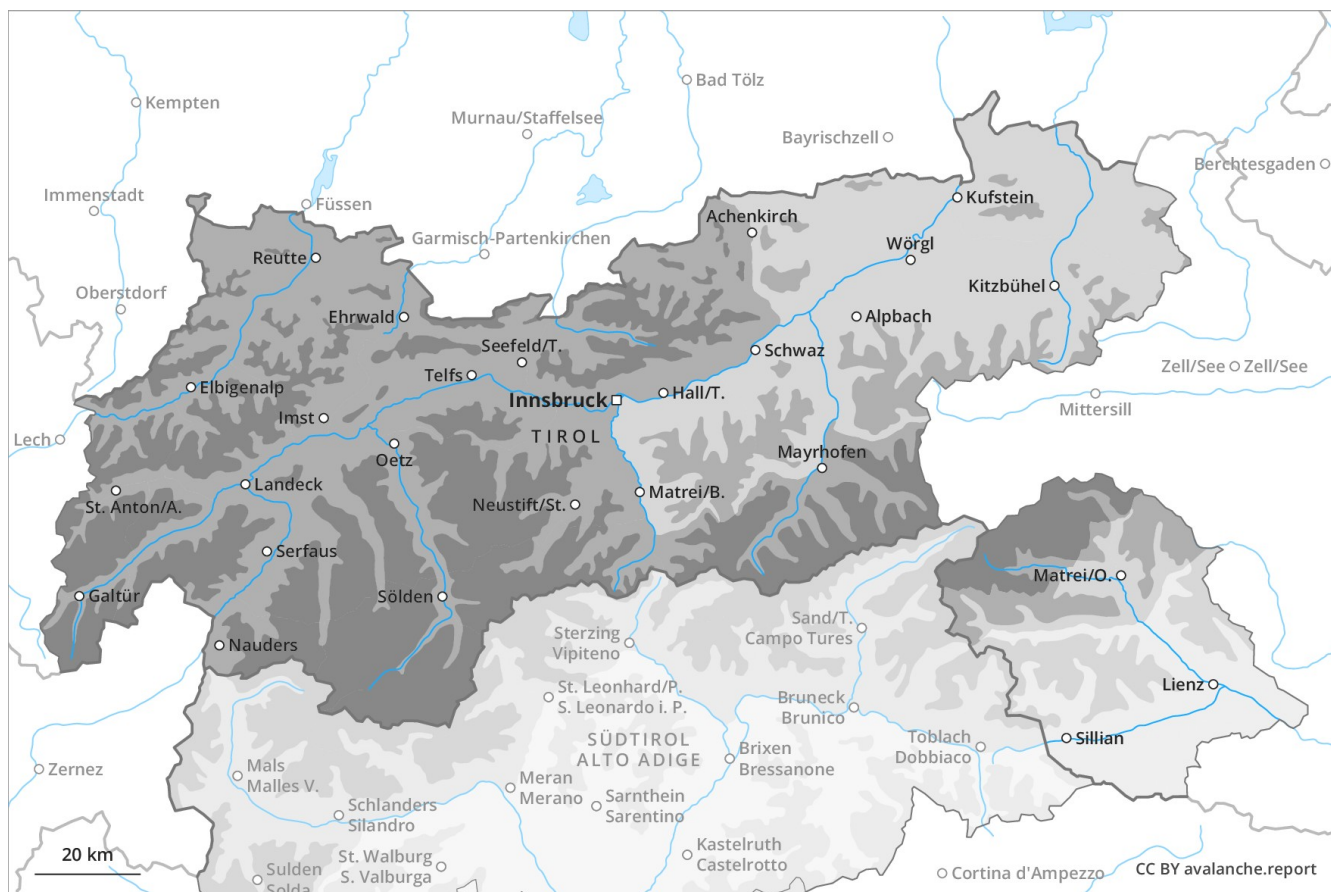 Kempten
Bad Tölz
Murnau/Staffelsee
Bayrischzell
Berchtesgaden
Immenstadt
Füssen
Kufstein
Achenkirch
Garmisch-Partenkirchen
Wörgl
Reutte
Oberstdorf
Kitzbühel
Ehrwald
Alpbach
Seefeld/T.
Schwaz
Zell/See
Zell/See
Telfs
Elbigenalp
Hall/T.
Innsbruck
Mittersill
Imst
TIROL
Lech
Oetz
Mayrhofen
Landeck
Matrei/B.
St. Anton/A.
Neustift/St.
Serfaus
Matrei/O.
Galtür
Sölden
Sand/T.
Campo Tures
Sterzing
Vipiteno
Nauders
Lienz
St. Leonhard/P.
S. Leonardo i. P.
Bruneck
Brunico
SÜDTIROL
ALTO ADIGE
Toblach
Dobbiaco
Sillian
Brixen
Bressanone
Zernez
Mals
Malles V.
Meran
Merano
Sarnthein
Sarentino
Schlanders
Silandro
Kastelruth
Castelrotto
20 km
St. Walburg
S. Valburga
Sulden
Solda
Cortina d'Ampezzo
CC BY avalanche.report